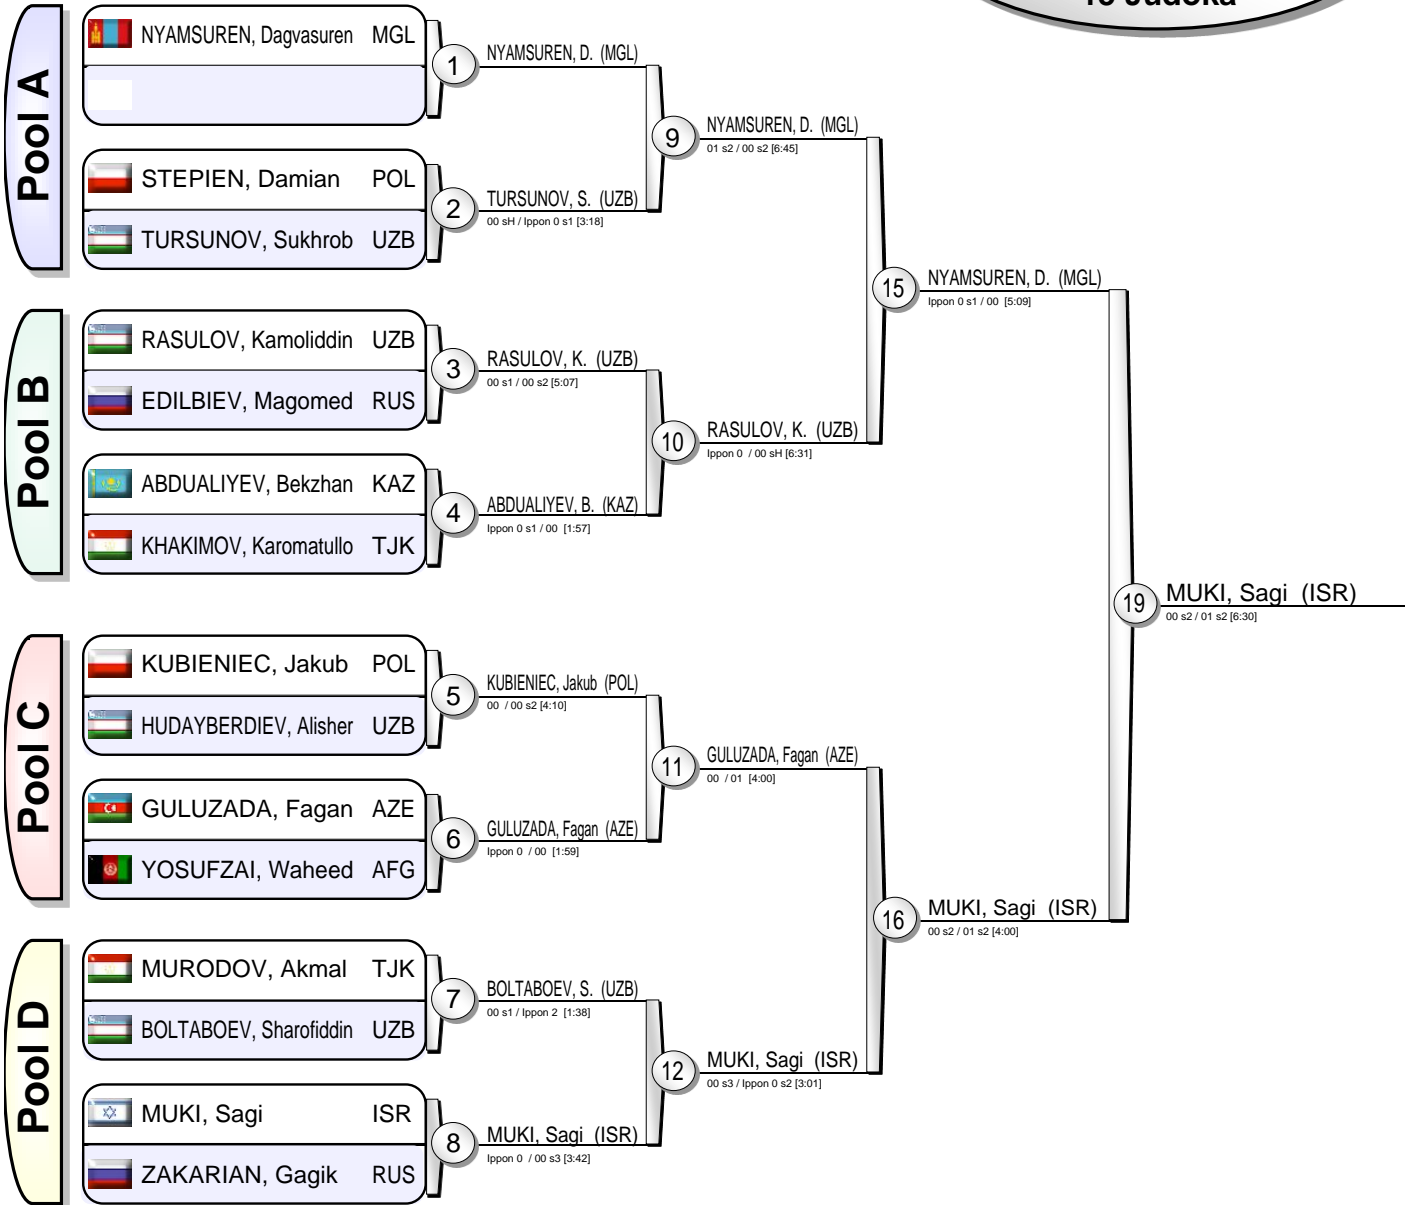 15 Judoka
Pool A
NYAMSUREN, Dagvasuren MGL
1
NYAMSUREN, D. (MGL)
STEPIEN, Damian POL
TURSUNOV, Sukhrob UZB
2
TURSUNOV, S. (UZB)
00 sH / Ippon 0 s1 [3:18]
9
NYAMSUREN, D. (MGL)
01 s2 / 00 s2 [6:45]
Pool B
RASULOV, Kamoliddin UZB
EDILBIEV, Magomed RUS
3
RASULOV, K. (UZB)
00 s1 / 00 s2 [5:07]
ABDUALIYEV, Bekzhan KAZ
KHAKIMOV, Karomatullo TJK
4
ABDUALIYEV, B. (KAZ)
Ippon 0 s1 / 00 [1:57]
10
RASULOV, K. (UZB)
Ippon 0 / 00 sH [6:31]
15
NYAMSUREN, D. (MGL)
Ippon 0 s1 / 00 [5:09]
Pool C
KUBIENIEC, Jakub POL
HUDAYBERDIEV, Alisher UZB
5
KUBIENIEC, Jakub (POL)
00 / 00 s2 [4:10]
GULUZADA, Fagan AZE
YOSUFZAI, Waheed AFG
6
GULUZADA, Fagan (AZE)
Ippon 0 / 00 [1:59]
11
GULUZADA, Fagan (AZE)
00 / 01 [4:00]
Pool D
MURODOV, Akmal TJK
BOLTABOEV, Sharofiddin UZB
7
BOLTABOEV, S. (UZB)
00 s1 / Ippon 2 [1:38]
MUKI, Sagi ISR
ZAKARIAN, Gagik RUS
8
MUKI, Sagi (ISR)
Ippon 0 / 00 s3 [3:42]
12
MUKI, Sagi (ISR)
00 s3 / Ippon 0 s2 [3:01]
16
MUKI, Sagi (ISR)
00 s2 / 01 s2 [4:00]
19
MUKI, Sagi (ISR)
00 s2 / 01 s2 [6:30]